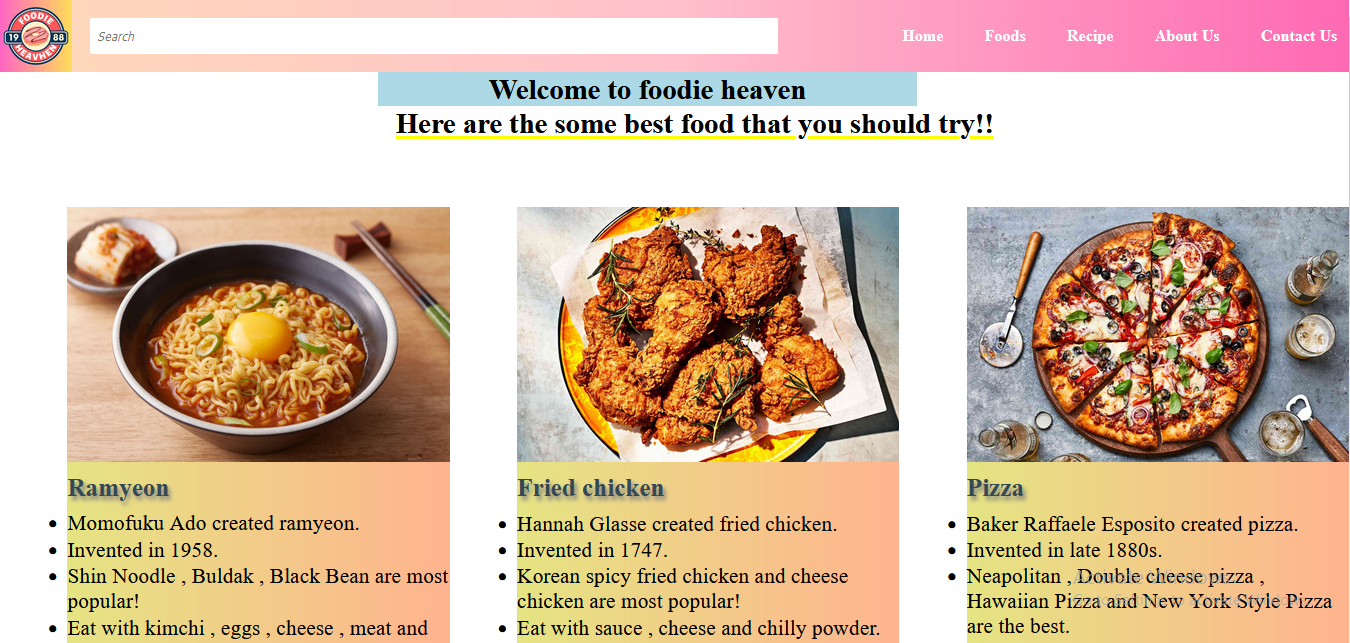 FOODIE
19 88
HEAVHEN
Search
Home Foods Recipe About Us Contact Us
Welcome to foodie heaven
Here are the some best food that you should try!!
Ramyeon
Momofuku Ado created ramyeon.
Invented in 1958.
Shin Noodle , Buldak , Black Bean are most
popular!
Eat with kimchi , eggs , cheese , meat and
Fried chicken
Hannah Glasse created fried chicken.
Invented in 1747.
Korean spicy fried chicken and cheese
chicken are most popular!
Eat with sauce , cheese and chilly powder.
Pizza
Baker Raffaele Esposito created pizza.
Invented in late 1880s.
Neapolitan , Double cheese pizza ,
Hawaiian Pizza and New York Style Pizza
are the best.
Activate Windows